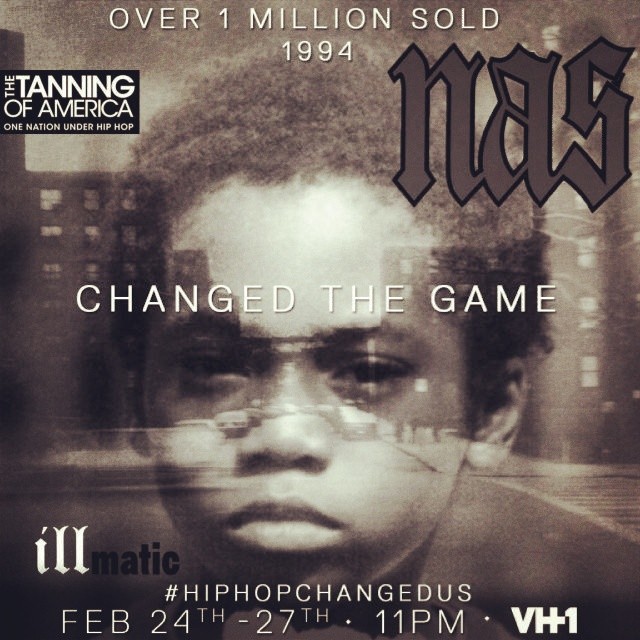 OVER 1 MILLION SOLD
1994
nas
THE TANNING
OF AMERICA
ONE NATION UNDER HIP HOP
CHANGED THE GAME
illmatic
#HIPHOPCHANGEDUS
FEB 24TH - 27TH · 11PM · VH1